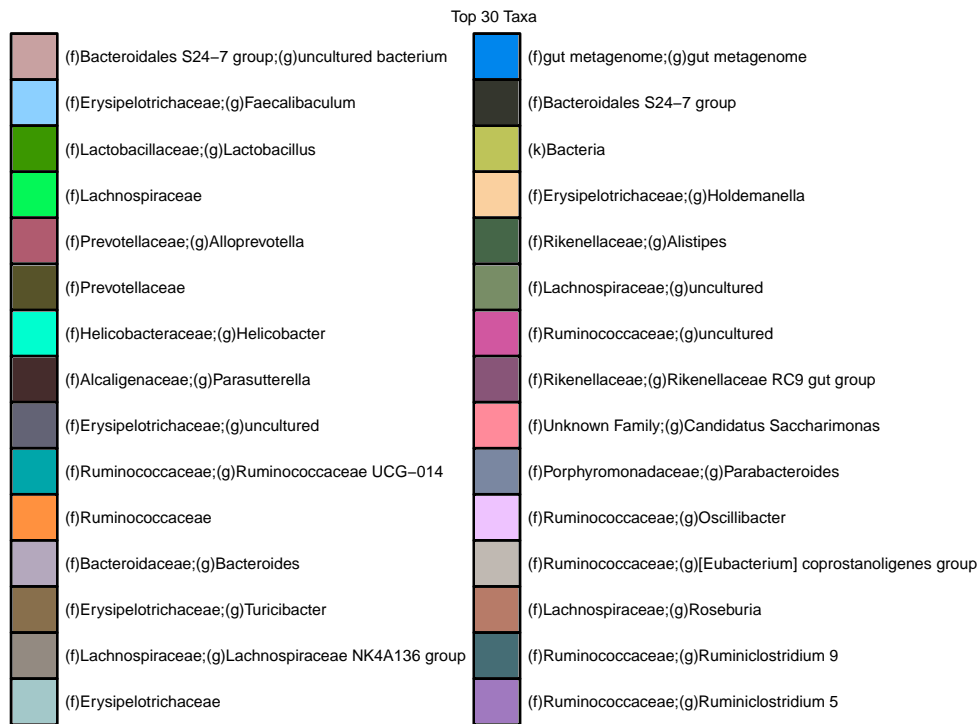 Top 30 Taxa
(f)Bacteroidales S24−7 group;(g)uncultured bacterium
(f)Erysipelotrichaceae;(g)Faecalibaculum
(f)Lactobacillaceae;(g)Lactobacillus
(f)Lachnospiraceae
(f)Prevotellaceae;(g)Alloprevotella
(f)Prevotellaceae
(f)Helicobacteraceae;(g)Helicobacter
(f)Alcaligenaceae;(g)Parasutterella
(f)Erysipelotrichaceae;(g)uncultured
(f)Ruminococcaceae;(g)Ruminococcaceae UCG−014
(f)Ruminococcaceae
(f)Bacteroidaceae;(g)Bacteroides
(f)Erysipelotrichaceae;(g)Turicibacter
(f)Lachnospiraceae;(g)Lachnospiraceae NK4A136 group
(f)Erysipelotrichaceae
(f)gut metagenome;(g)gut metagenome
(f)Bacteroidales S24−7 group
(k)Bacteria
(f)Erysipelotrichaceae;(g)Holdemanella
(f)Rikenellaceae;(g)Alistipes
(f)Lachnospiraceae;(g)uncultured
(f)Ruminococcaceae;(g)uncultured
(f)Rikenellaceae;(g)Rikenellaceae RC9 gut group
(f)Unknown Family;(g)Candidatus Saccharimonas
(f)Porphyromonadaceae;(g)Parabacteroides
(f)Ruminococcaceae;(g)Oscillibacter
(f)Ruminococcaceae;(g)[Eubacterium] coprostanoligenes group
(f)Lachnospiraceae;(g)Roseburia
(f)Ruminococcaceae;(g)Ruminiclostridium 9
(f)Ruminococcaceae;(g)Ruminiclostridium 5